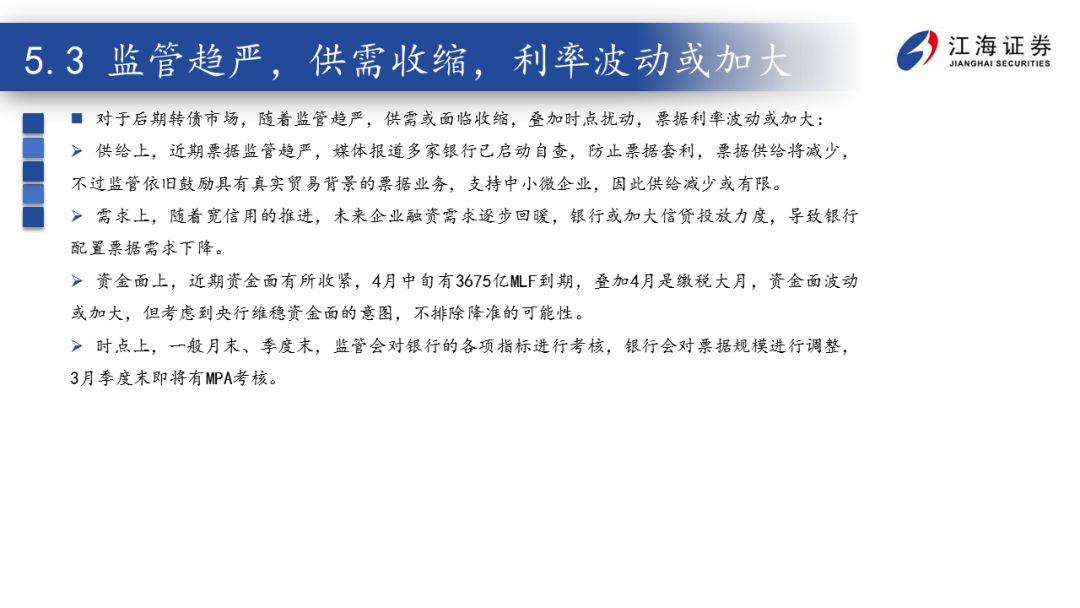 5.3 监管趋严，供需收缩，利率波动或加大
江海证券
JIANGHAI SECURITIES
■ 对于后期转债市场，随着监管趋严，供需或面临收缩，叠加时点扰动，票据利率波动或加大：
➢ 供给上，近期票据监管趋严，媒体报道多家银行已启动自查，防止票据套利，票据供给将减少，
不过监管依旧鼓励具有真实贸易背景的票据业务，支持中小微企业，因此供给减少或有限。
➢ 需求上，随着宽信用的推进，未来企业融资需求逐步回暖，银行或加大信贷投放力度，导致银行
配置票据需求下降。
➢ 资金面上，近期资金面有所收紧，4月中旬有3675亿MLF到期，叠加4月是缴税大月，资金面波动
或加大，但考虑到央行维稳资金面的意图，不排除降准的可能性。
➢ 时点上，一般月末、季度末，监管会对银行的各项指标进行考核，银行会对票据规模进行调整，
3月季度末即将有MPA考核。